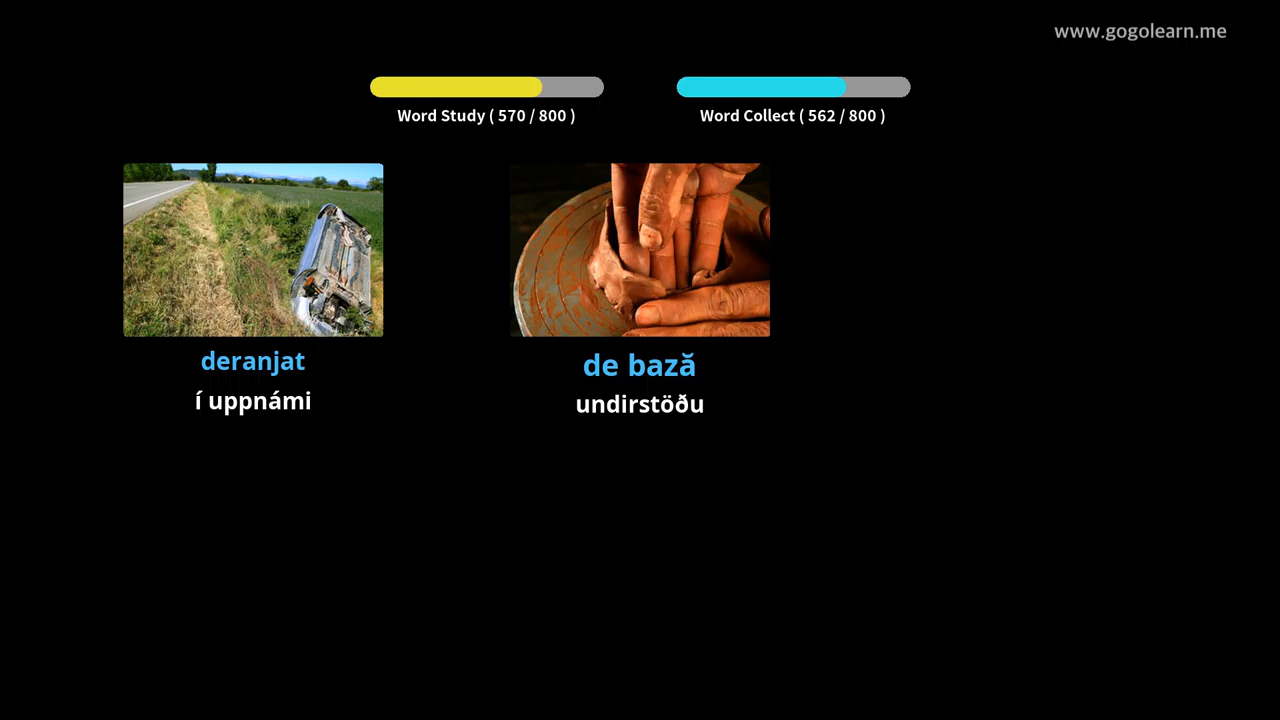 www.gogolearn.me
Word Study ( 570 / 800 )
Word Collect ( 562 / 800 )
deranjat
í uppnámi
de bază
undirstöðu